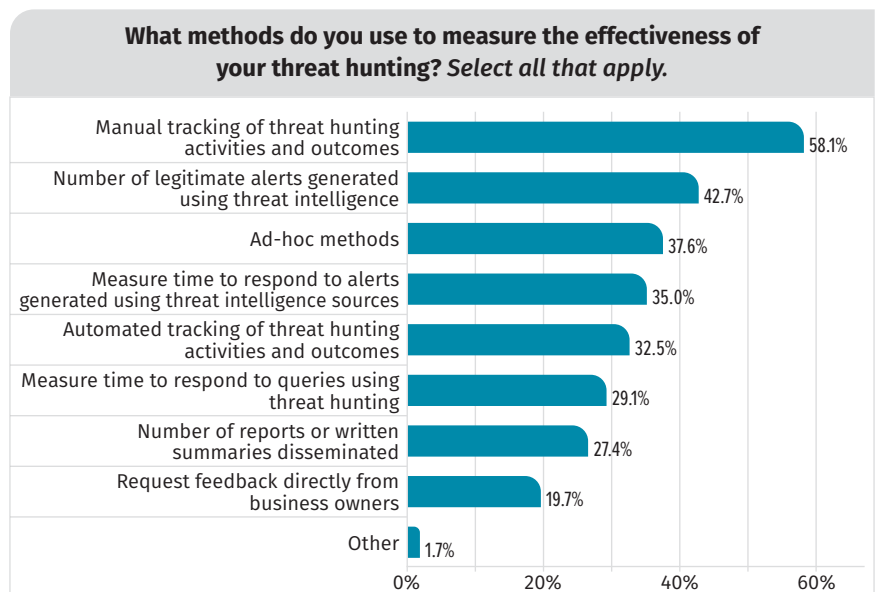 What methods do you use to measure the effectiveness of
your threat hunting? Select all that apply.
Manual tracking of threat hunting
activities and outcomes
58.1%
Number of legitimate alerts generated
using threat intelligence
42.7%
Ad-hoc methods
37.6%
Measure time to respond to alerts
generated using threat intelligence sources
35.0%
Automated tracking of threat hunting
activities and outcomes
32.5%
Measure time to respond to queries using
threat hunting
29.1%
Number of reports or written
summaries disseminated
27.4%
Request feedback directly from
business owners
19.7%
Other
1.7%
0% 20% 40% 60%